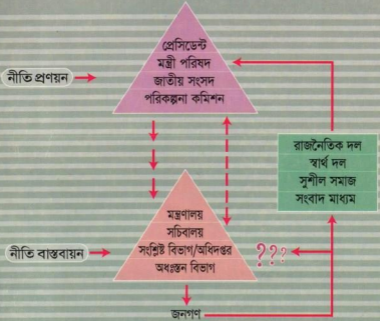 প্রেসিডেন্ট
মন্ত্রী পরিষদ
জাতীয় সংসদ
পরিকল্পনা কমিশন
নীতি প্রণয়ন
রাজনৈতিক দল
স্বার্থ দল
সুশীল সমাজ
সংবাদ মাধ্যম
মন্ত্রণালয়
সচিবালয়
সংশ্লিষ্ট বিভাগ/অধিদপ্তর
অধঃস্তন বিভাগ
নীতি বাস্তবায়ন
???
জনগণ